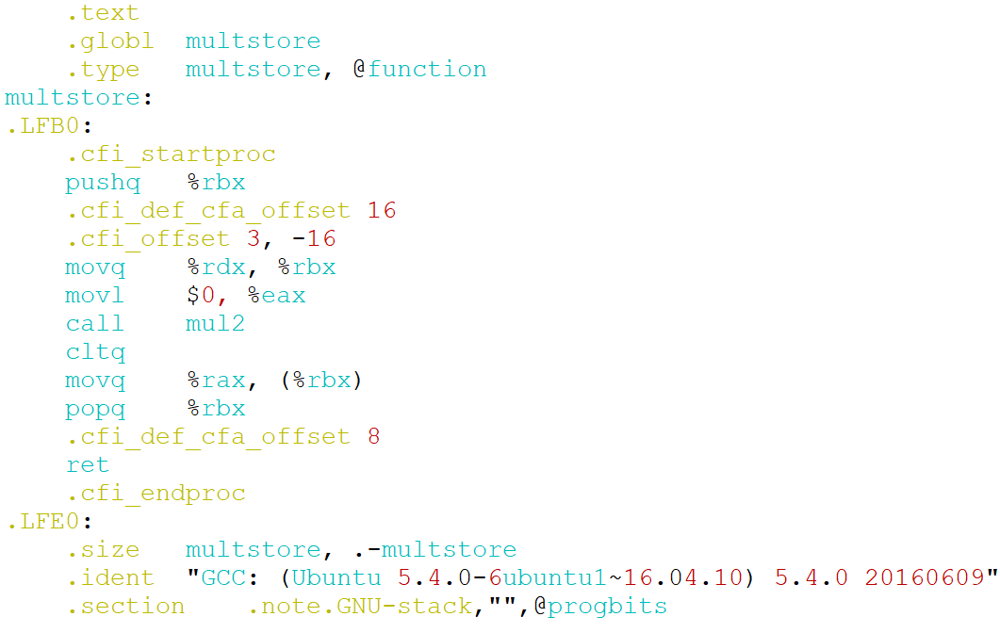 .text
.globl multstore
.type multstore, @function
multstore:
.LFB0:
.cfi_startproc
pushq %rbx
.cfi_def_cfa_offset 16
.cfi_offset 3, -16
movq %rdx, %rbx
movl $0, %eax
call mul2
cltq
movq %rax, (%rbx)
popq %rbx
.cfi_def_cfa_offset 8
ret
.cfi_endproc
.LFE0:
.size multstore, .-multstore
.ident "GCC: (Ubuntu 5.4.0-6ubuntu1~16.04.10) 5.4.0 20160609"
.section .note.GNU-stack,"",@progbits